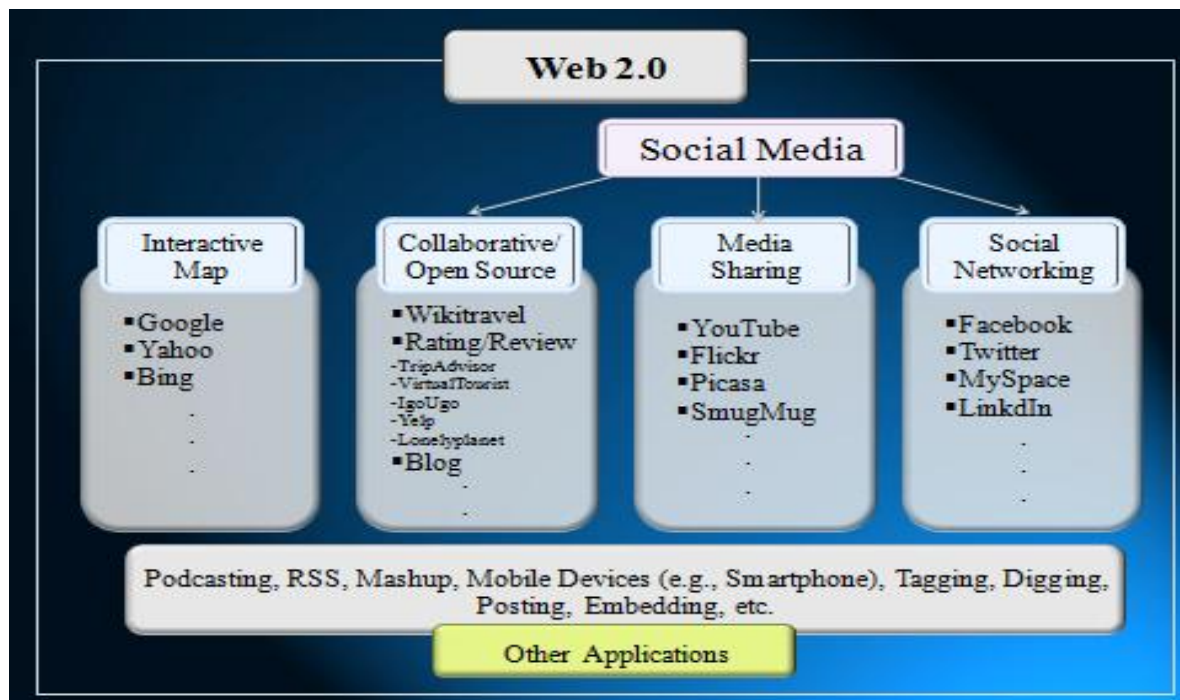 Web 2.0
Social Media
Interactive
Map
▪Google
▪Yahoo
▪Bing
.
.
.
Collaborative/
Open Source
▪Wikitravel
▪Rating/Review
-TripAdvisor
-VirtualTourist
-IgoUgo
-Yelp
-Lonelyplanet
▪Blog
.
.
Media
Sharing
▪YouTube
▪Flickr
▪Picasa
▪SmugMug
.
.
.
Social
Networking
▪Facebook
▪Twitter
▪MySpace
▪LinkdIn
.
.
.
Podcasting, RSS, Mashup, Mobile Devices (e.g., Smartphone), Tagging, Digging,
Posting, Embedding, etc.
Other Applications